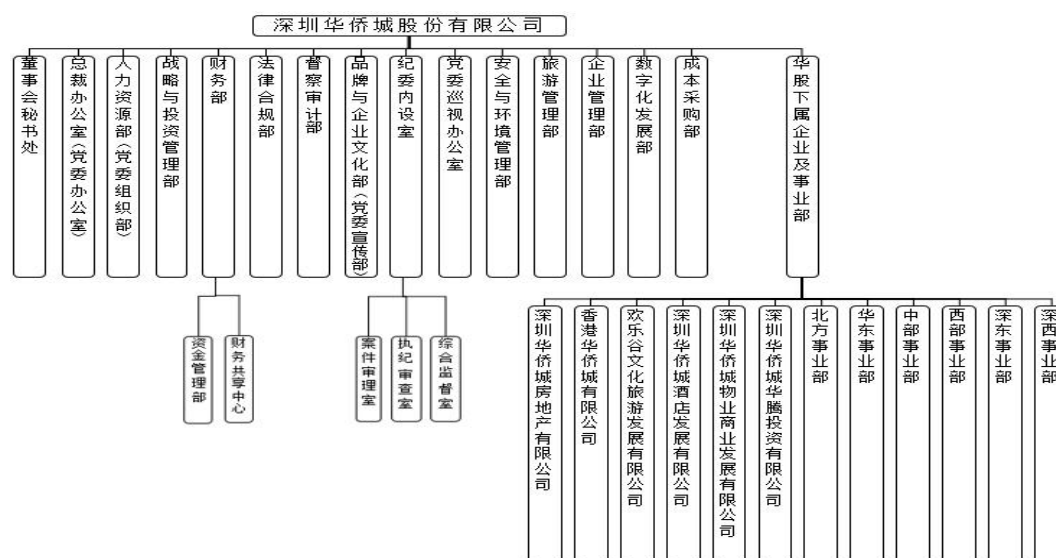 深圳华侨城股份有限公司
董事会秘书处
总裁办公室(党委办公室)
人力资源部(党委组织部)
战略与投资管理部
财务部
法律合规部
督察审计部
品牌与企业文化部(党委宣传部)
纪委内设室
党委巡视办公室
安全与环境管理部
旅游管理部
企业管理部
数字化发展部
成本采购部
华股下属企业及事业部
资金管理部
财务共享中心
案件审理室
执纪审查室
综合监督室
深圳华侨城房地产有限公司
香港华侨城有限公司
欢乐谷文化旅游发展有限公司
深圳华侨城酒店发展有限公司
深圳华侨城物业商业发展有限公司
深圳华侨城华腾投资有限公司
北方事业部
华东事业部
中部事业部
西部事业部
深东事业部
深西事业部